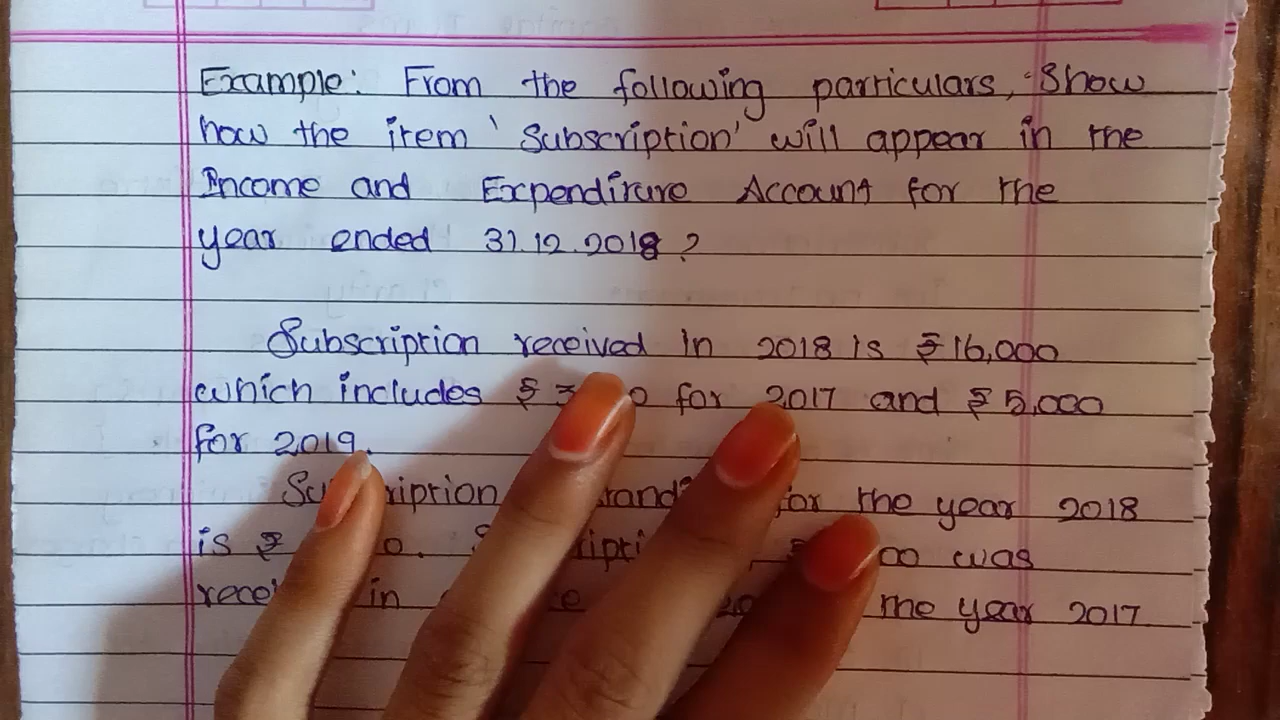 Example: From the following particulars, Show
how the item 'Subscription' will appear in the
Income and Expenditure Account for the
year ended 31.12.2018?
Subscription received in 2018 is ₹16,000
which includes for 2017 and ₹5,000
for 2019.
for the year 2018
is was
in the year 2017